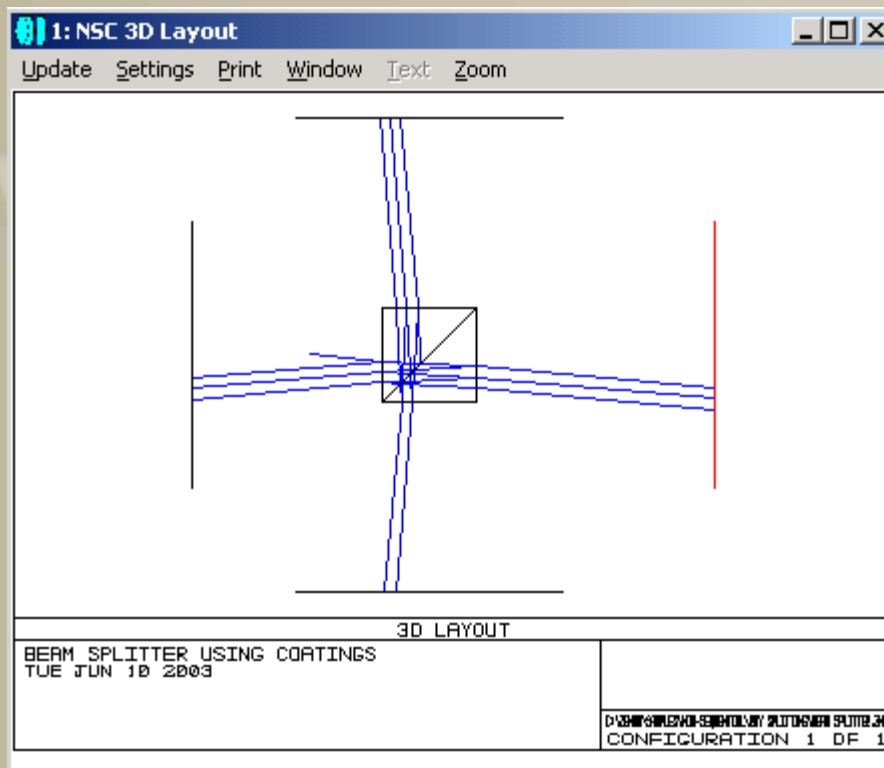 1: NSC 3D Layout
Update Settings Print Window Text Zoom
3D LAYOUT
BEAM SPLITTER USING COATINGS
TUE JUN 10 2003
CONFIGURATION 1 OF 1